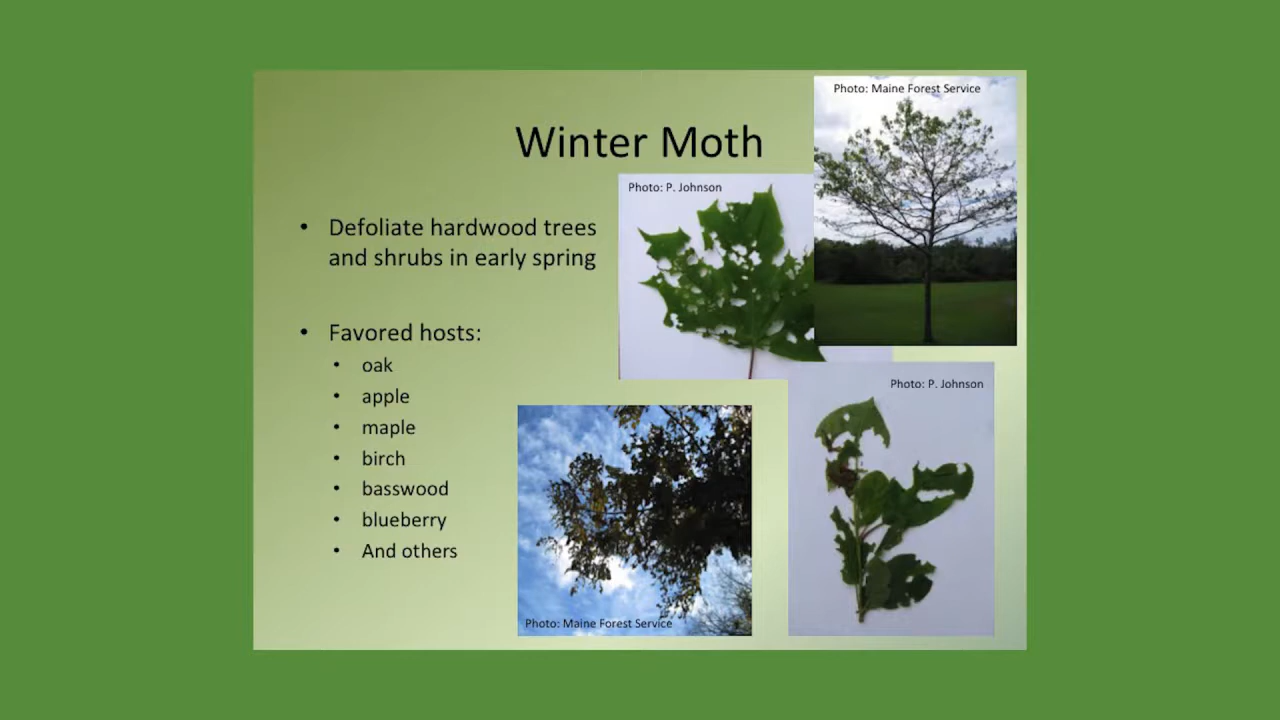 Photo: Maine Forest Service
Winter Moth
Photo: P. Johnson
• Defoliate hardwood trees
and shrubs in early spring
• Favored hosts:
• oak
• apple
• maple
• birch
• basswood
• blueberry
• And others
Photo: P. Johnson
Photo: Maine Forest Service